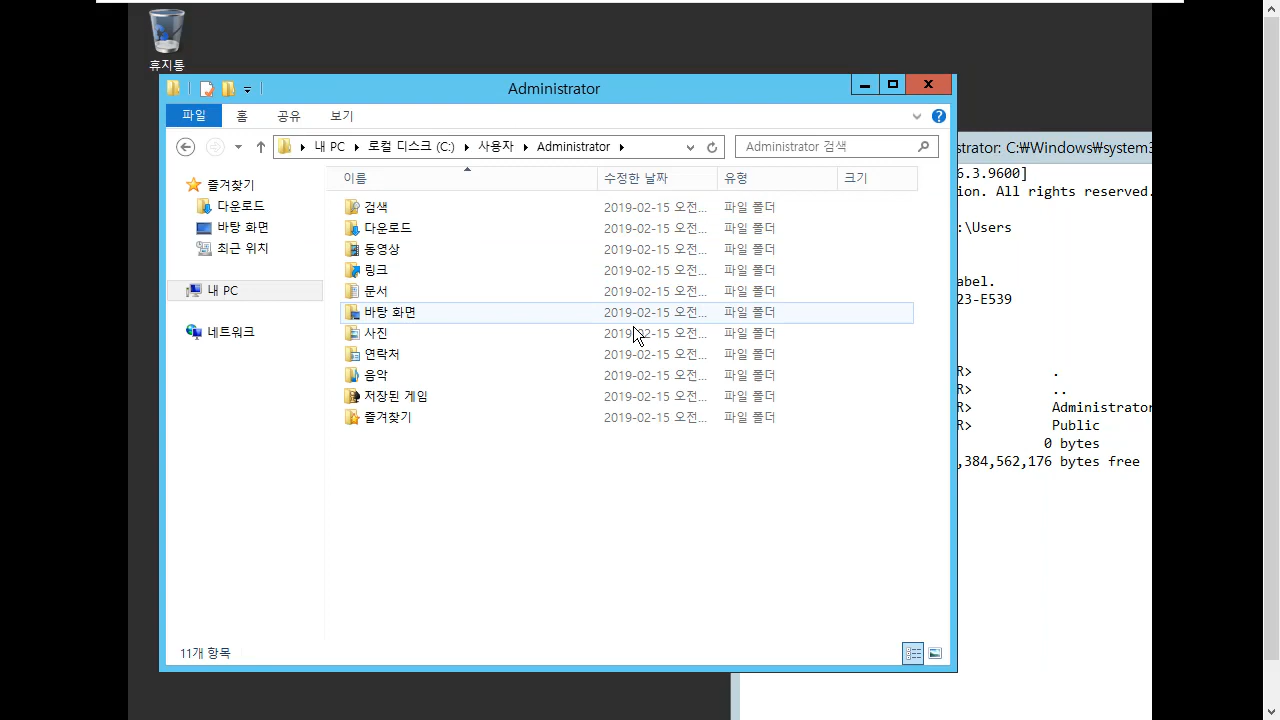 휴지통
Administrator
파일 홈 공유 보기
내 PC 로컬 디스크 (C:) 사용자 Administrator
Administrator 검색
즐겨찾기
다운로드
바탕 화면
최근 위치
내 PC
네트워크
이름 수정한 날짜 유형 크기
검색 2019-02-15 오전... 파일 폴더
다운로드 2019-02-15 오전... 파일 폴더
동영상 2019-02-15 오전... 파일 폴더
링크 2019-02-15 오전... 파일 폴더
문서 2019-02-15 오전... 파일 폴더
바탕 화면 2019-02-15 오전... 파일 폴더
사진 2019-02-15 오전... 파일 폴더
연락처 2019-02-15 오전... 파일 폴더
음악 2019-02-15 오전... 파일 폴더
저장된 게임 2019-02-15 오전... 파일 폴더
즐겨찾기 2019-02-15 오전... 파일 폴더
11개 항목
strator: C:₩Windows₩system3
6.3.9600]
ion. All rights reserved.
:\Users
abel.
23-E539
R> .
R> ..
R> Administrator
R> Public
0 bytes
,384,562,176 bytes free